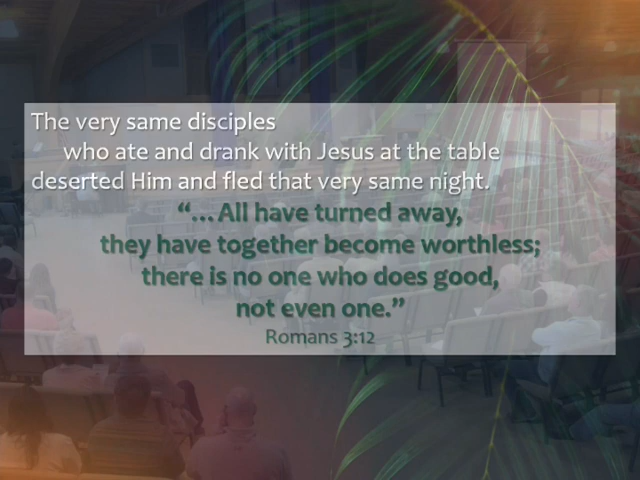 The very same disciples
who ate and drank with Jesus at the table
deserted Him and fled that very same night.
“…All have turned away,
they have together become worthless;
there is no one who does good,
not even one.”
Romans 3:12